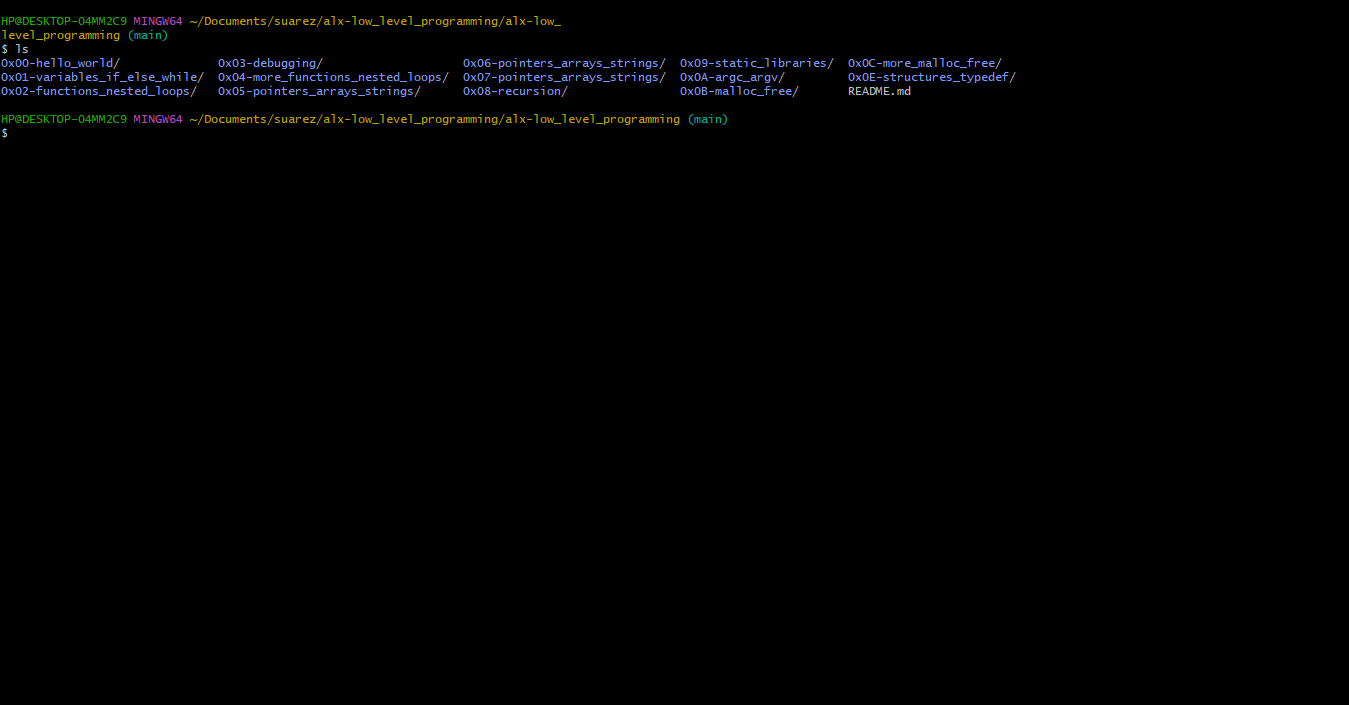 HP@DESKTOP-O4MM2C9 MINGW64 ~/Documents/suarez/alx-low_level_programming/alx-low_
level_programming (main)
$ ls
0x00-hello_world/              0x03-debugging/                    0x06-pointers_arrays_strings/  0x09-static_libraries/  0x0C-more_malloc_free/
0x01-variables_if_else_while/  0x04-more_functions_nested_loops/  0x07-pointers_arrays_strings/  0x0A-argc_argv/         0x0E-structures_typedef/
0x02-functions_nested_loops/   0x05-pointers_arrays_strings/      0x08-recursion/                0x0B-malloc_free/       README.md
HP@DESKTOP-O4MM2C9 MINGW64 ~/Documents/suarez/alx-low_level_programming/alx-low_level_programming (main)
$